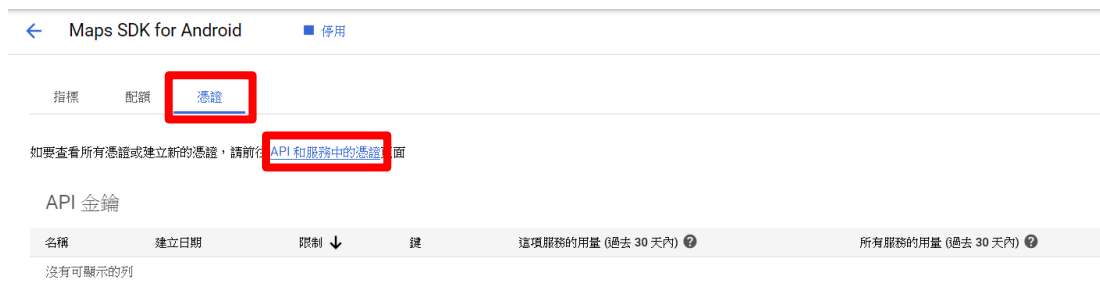 Maps SDK for Android 停用
指標 配額 憑證
如要查看所有憑證或建立新的憑證,請前往 API 和服務中的憑證頁面
API 金鑰
名稱 建立日期 限制 鍵 這項服務的用量 (過去 30 天內) 所有服務的用量 (過去 30 天內)
沒有可顯示的列